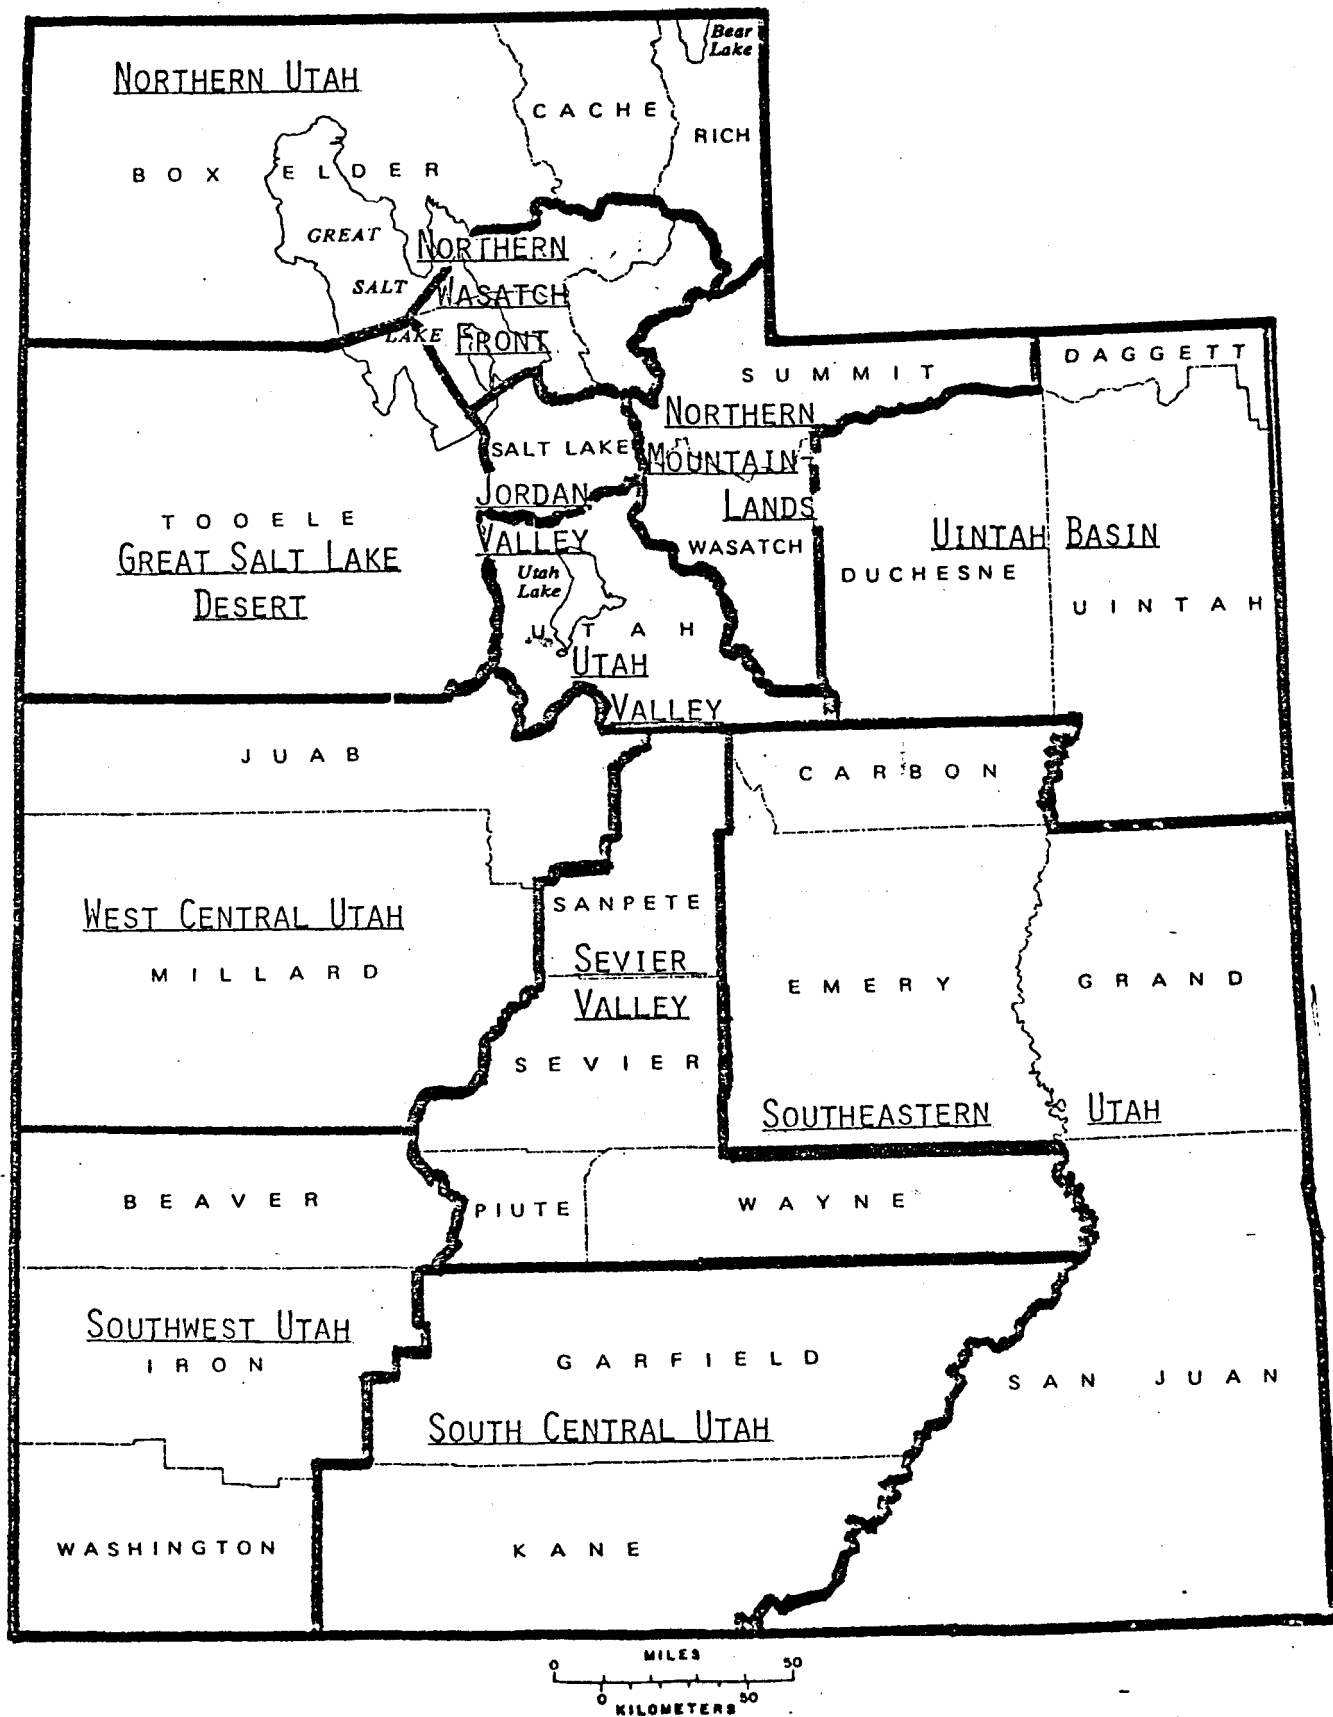 Bear
Lake
NORTHERN UTAH
CACHE
RICH
BOX ELDER
GREAT
SALT
LAKE
NORTHERN
WASATCH
FRONT
DAGGETT
SUMMIT
NORTHERN
MOUNTAIN-
LANDS
SALT LAKE
JORDAN
VALLEY
TOOELE
GREAT SALT LAKE
DESERT
WASATCH
UINTAH BASIN
DUCHESNE
UINTAH
Utah
Lake
UTAH
UTAH
VALLEY
JUAB
CARBON
WEST CENTRAL UTAH
MILLARD
SANPETE
SEVIER
VALLEY
SEVIER
EMERY
GRAND
SOUTHEASTERN UTAH
BEAVER
PIUTE
WAYNE
SOUTHWEST UTAH
IRON
GARFIELD
SAN JUAN
SOUTH CENTRAL UTAH
WASHINGTON
KANE
MILES
0 50
0 50
KILOMETERS